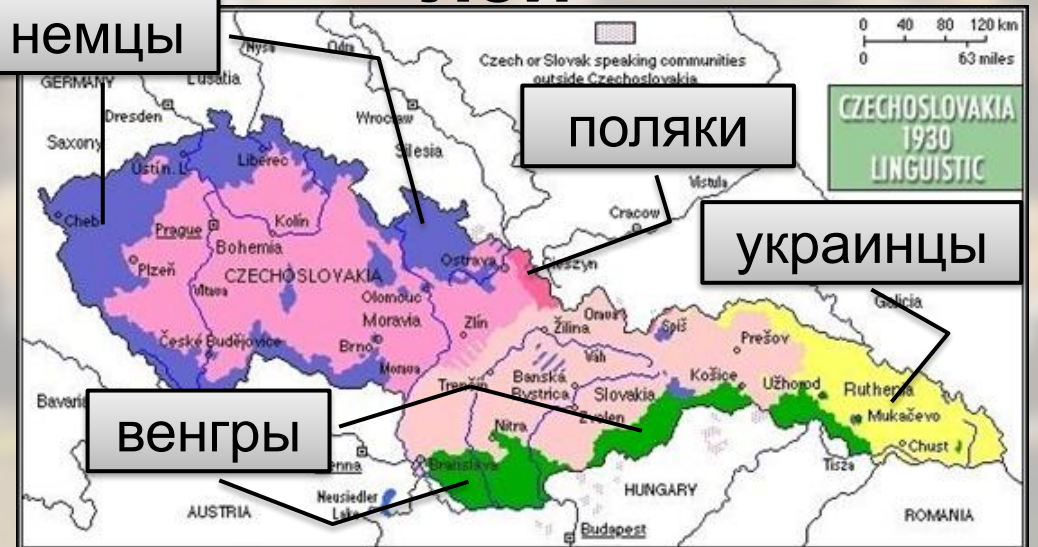 немцы
Nysa
Odra
Czech or Slovak speaking communities
outside Czechoslovakia
0 40 80 120 km
0 63 miles
GERMANY
Lusatia
Dresden
Wrocław
поляки
CZECHOSLOVAKIA
1930
LINGUISTIC
Saxony
Silesia
Ústí n. L
Liberec
Vistula
Cheb
Prague
Kolín
Cracow
Bohemia
украинцы
Plzeň
CZECHOSLOVAKIA
Ostrava
Vltava
Olomouc
Galicia
Moravia
Zlín
Žilina
Orava
Spiš
České Budějovice
Brno
Prešov
Váh
Morava
Trenčín
Banská
Bystrica
Slovakia
Košice
Užhorod
Ruthenia
Bavaria
Zvolen
Mukačevo
венгры
Nitra
Chust
Bratislava
Tisza
Neusiedler
Lake
HUNGARY
AUSTRIA
Budapest
ROMANIA